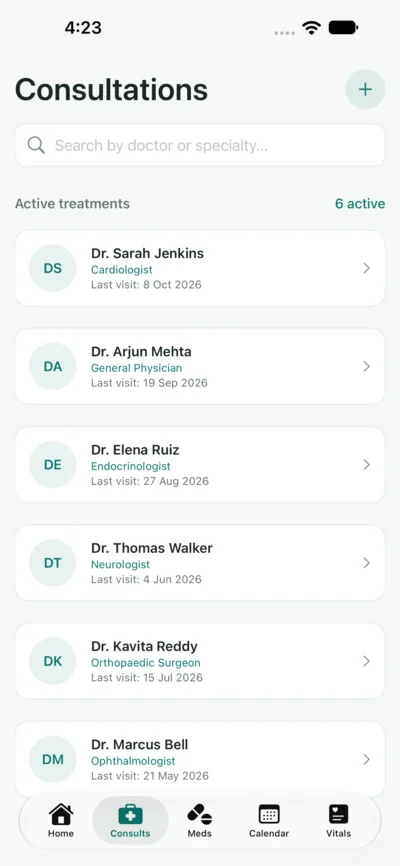 4:23
Consultations
Search by doctor or specialty...
Active treatments
6 active
DS
Dr. Sarah Jenkins
Cardiologist
Last visit: 8 Oct 2026
DA
Dr. Arjun Mehta
General Physician
Last visit: 19 Sep 2026
DE
Dr. Elena Ruiz
Endocrinologist
Last visit: 27 Aug 2026
DT
Dr. Thomas Walker
Neurologist
Last visit: 4 Jun 2026
DK
Dr. Kavita Reddy
Orthopaedic Surgeon
Last visit: 15 Jul 2026
DM
Dr. Marcus Bell
Ophthalmologist
Last visit: 21 May 2026
Home
Consults
Meds
Calendar
Vitals